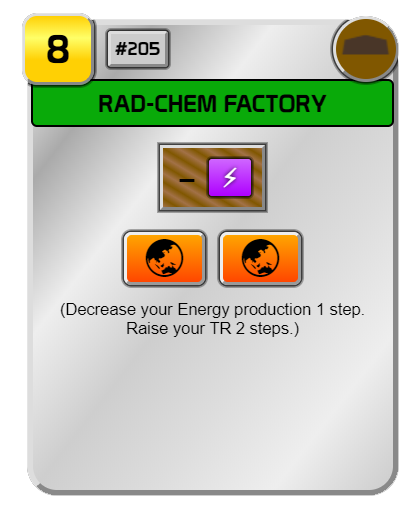 8
#205
RAD-CHEM FACTORY
-
(Decrease your Energy production 1 step.
Raise your TR 2 steps.)